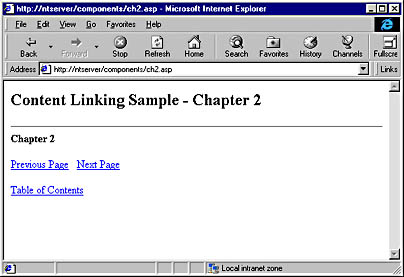 http://ntserver/components/ch2.asp - Microsoft Internet Explorer
File Edit View Go Favorites Help
Back Forward Stop Refresh Home Search Favorites History Channels Fullscre
Address http://ntserver/components/ch2.asp Links
Content Linking Sample - Chapter 2
Chapter 2
Previous Page Next Page
Table of Contents
Local intranet zone